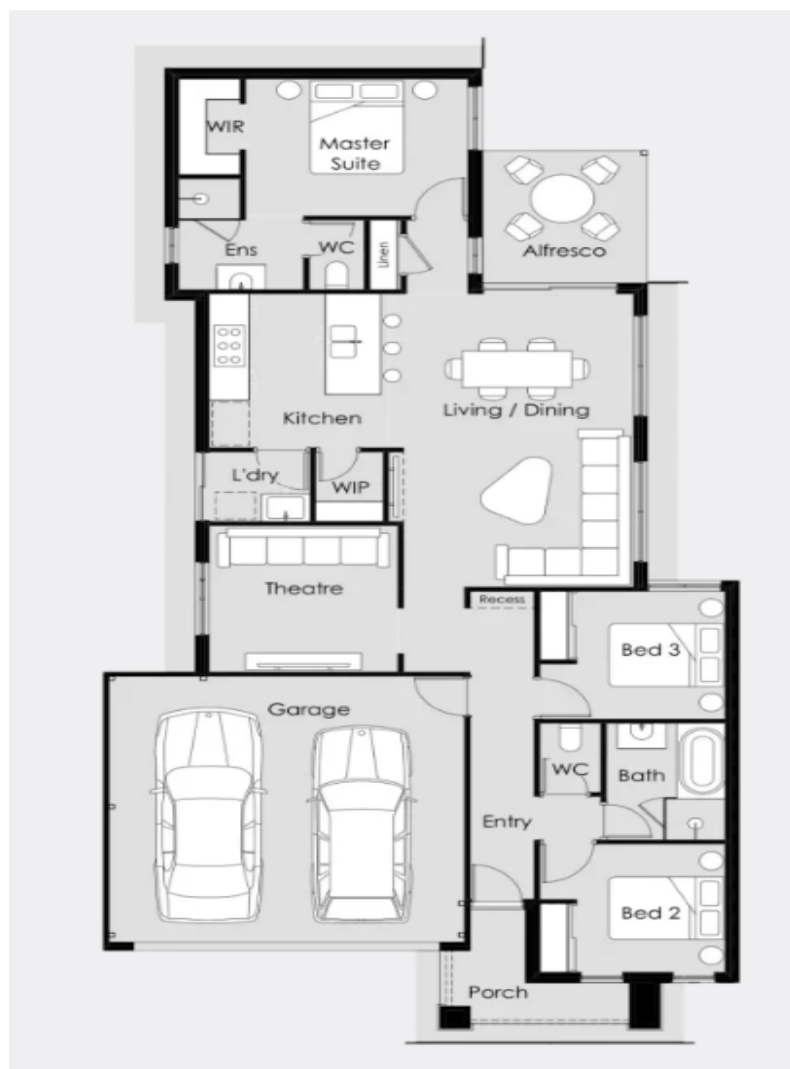 WIR
Master
Suite
Alfresco
Ens
WC
Linen
Kitchen
Living / Dining
L'dry
WIP
Theatre
Recess
Bed 3
Garage
WC
Bath
Entry
Bed 2
Porch